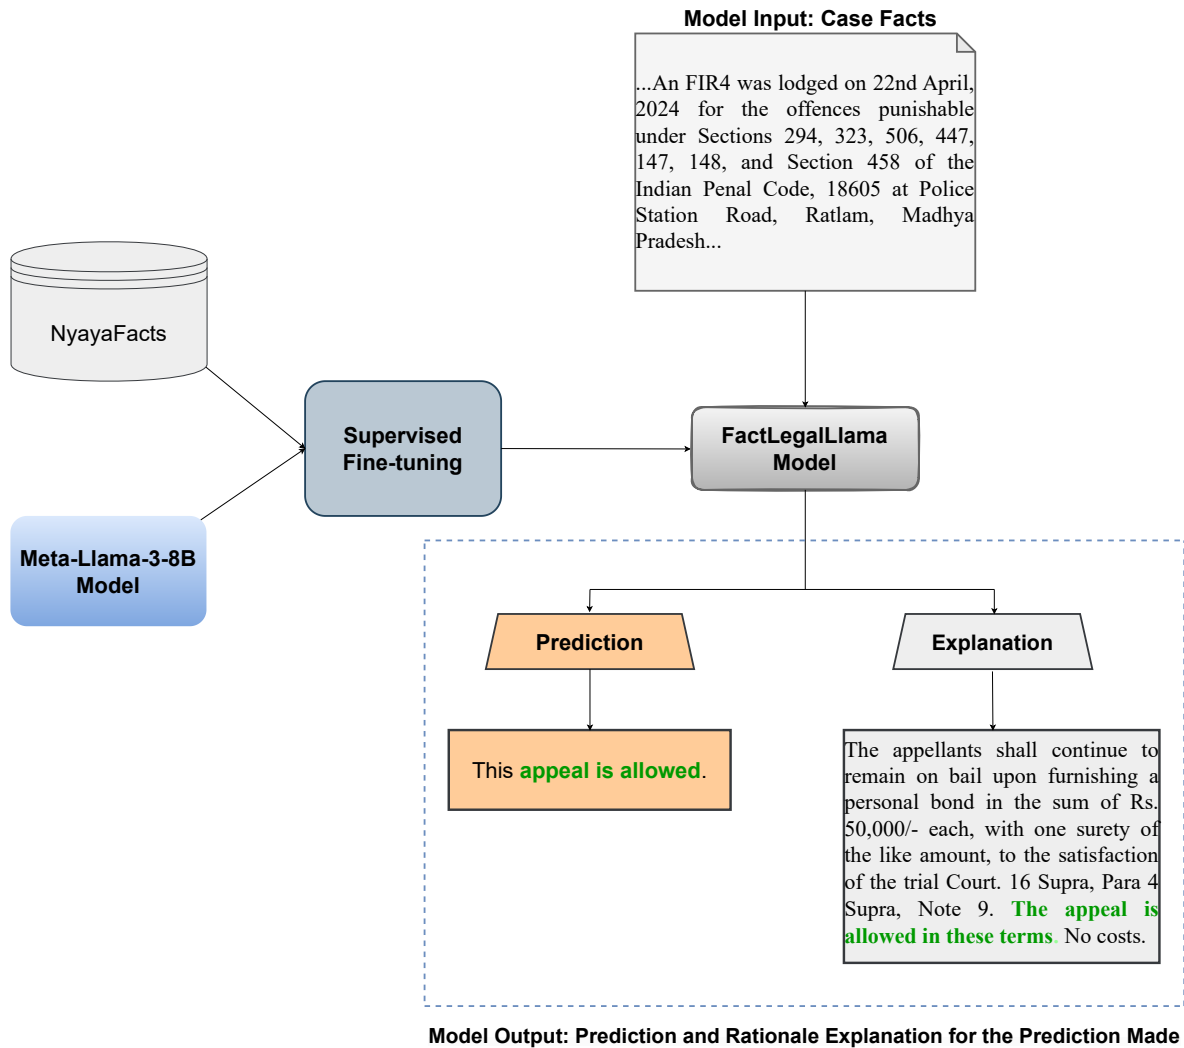 Model Input: Case Facts
...An FIR4 was lodged on 22nd April,
2024 for the offences punishable
under Sections 294, 323, 506, 447,
147, 148, and Section 458 of the
Indian Penal Code, 18605 at Police
Station Road, Ratlam, Madhya
Pradesh...
NyayaFacts
Meta-Llama-3-8B
Model
Supervised
Fine-tuning
FactLegalLlama
Model
Prediction
This appeal is allowed.
Explanation
The appellants shall continue to
remain on bail upon furnishing a
personal bond in the sum of Rs.
50,000/- each, with one surety of
the like amount, to the satisfaction
of the trial Court. 16 Supra, Para 4
Supra, Note 9. The appeal is
allowed in these terms. No costs.
Model Output: Prediction and Rationale Explanation for the Prediction Made